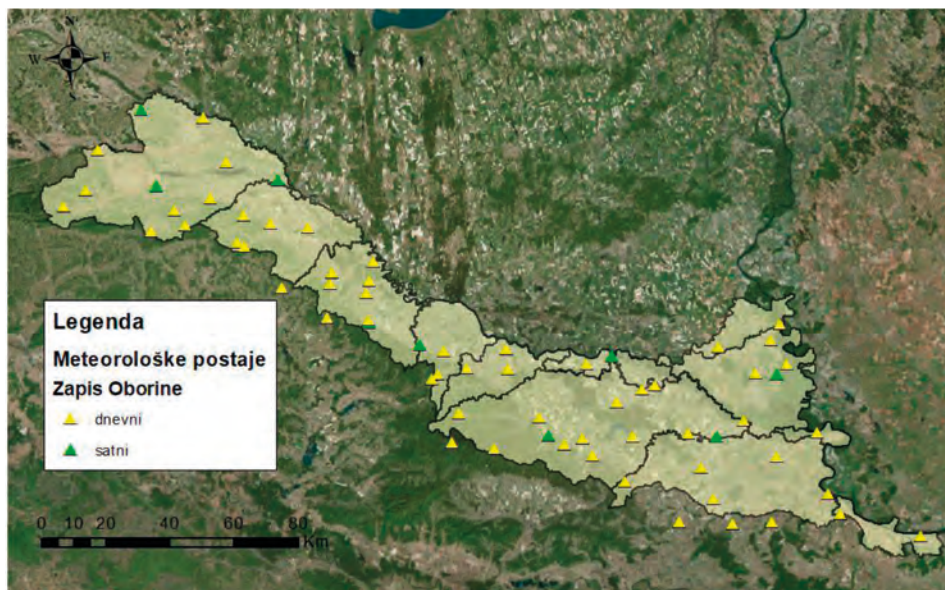 N
W E
S
Legenda
Meteorološke postaje
Zapis Oborine
dnevni
satni
0 10 20 40 60 80
Km